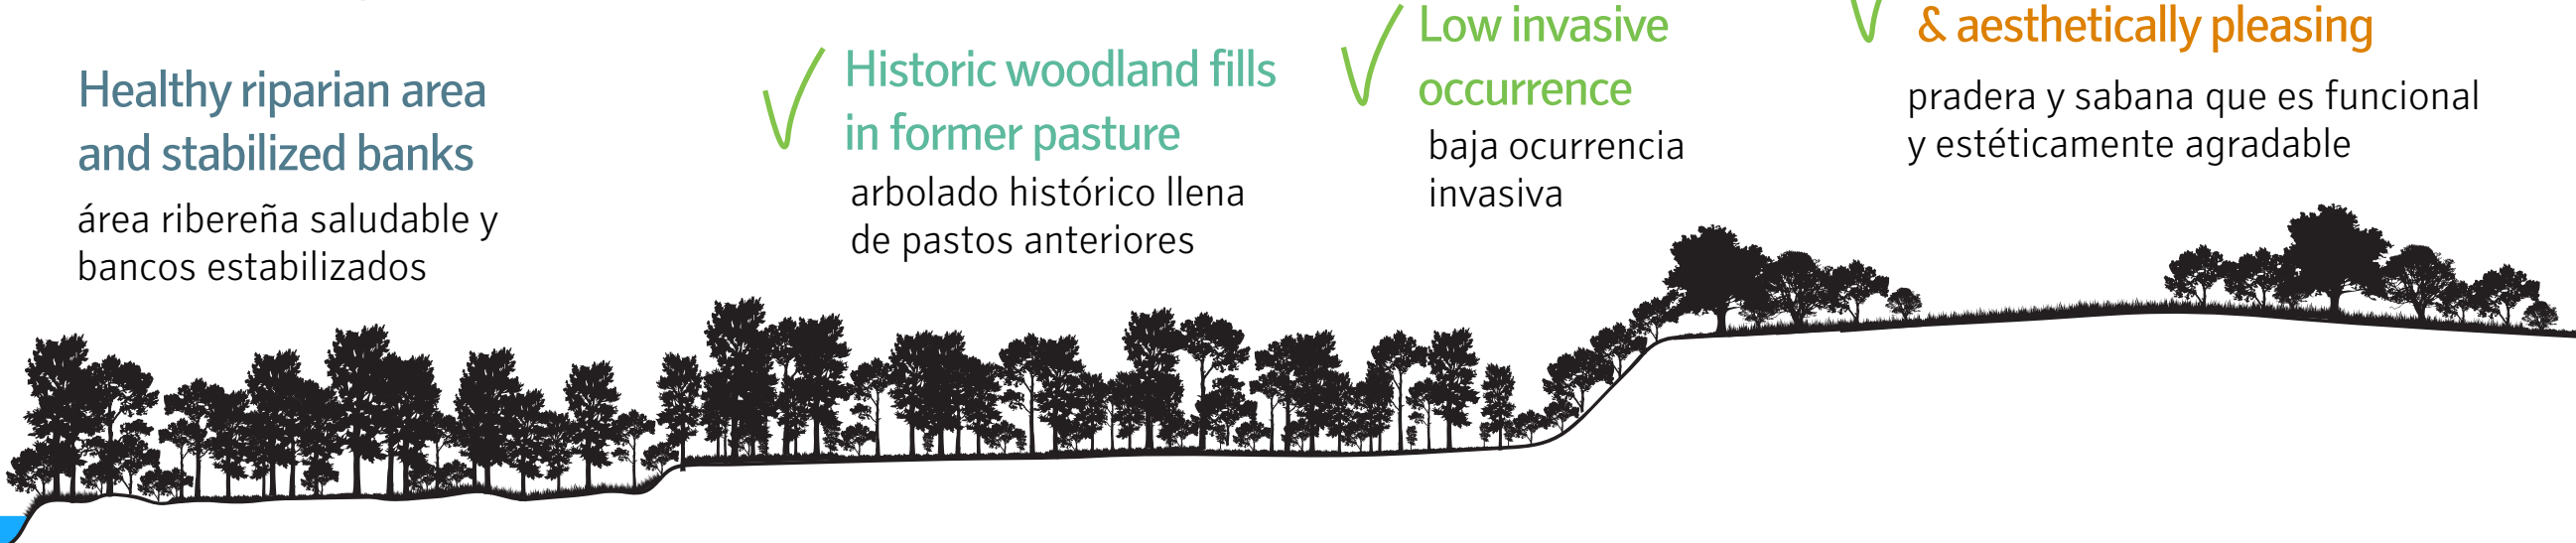 Healthy riparian area
and stabilized banks
área ribereña saludable y
bancos estabilizados
Historic woodland fills
in former pasture
arbolado histórico llena
de pastos anteriores
Low invasive
occurrence
baja ocurrencia
invasiva
& aesthetically pleasing
pradera y sabana que es funcional
y estéticamente agradable